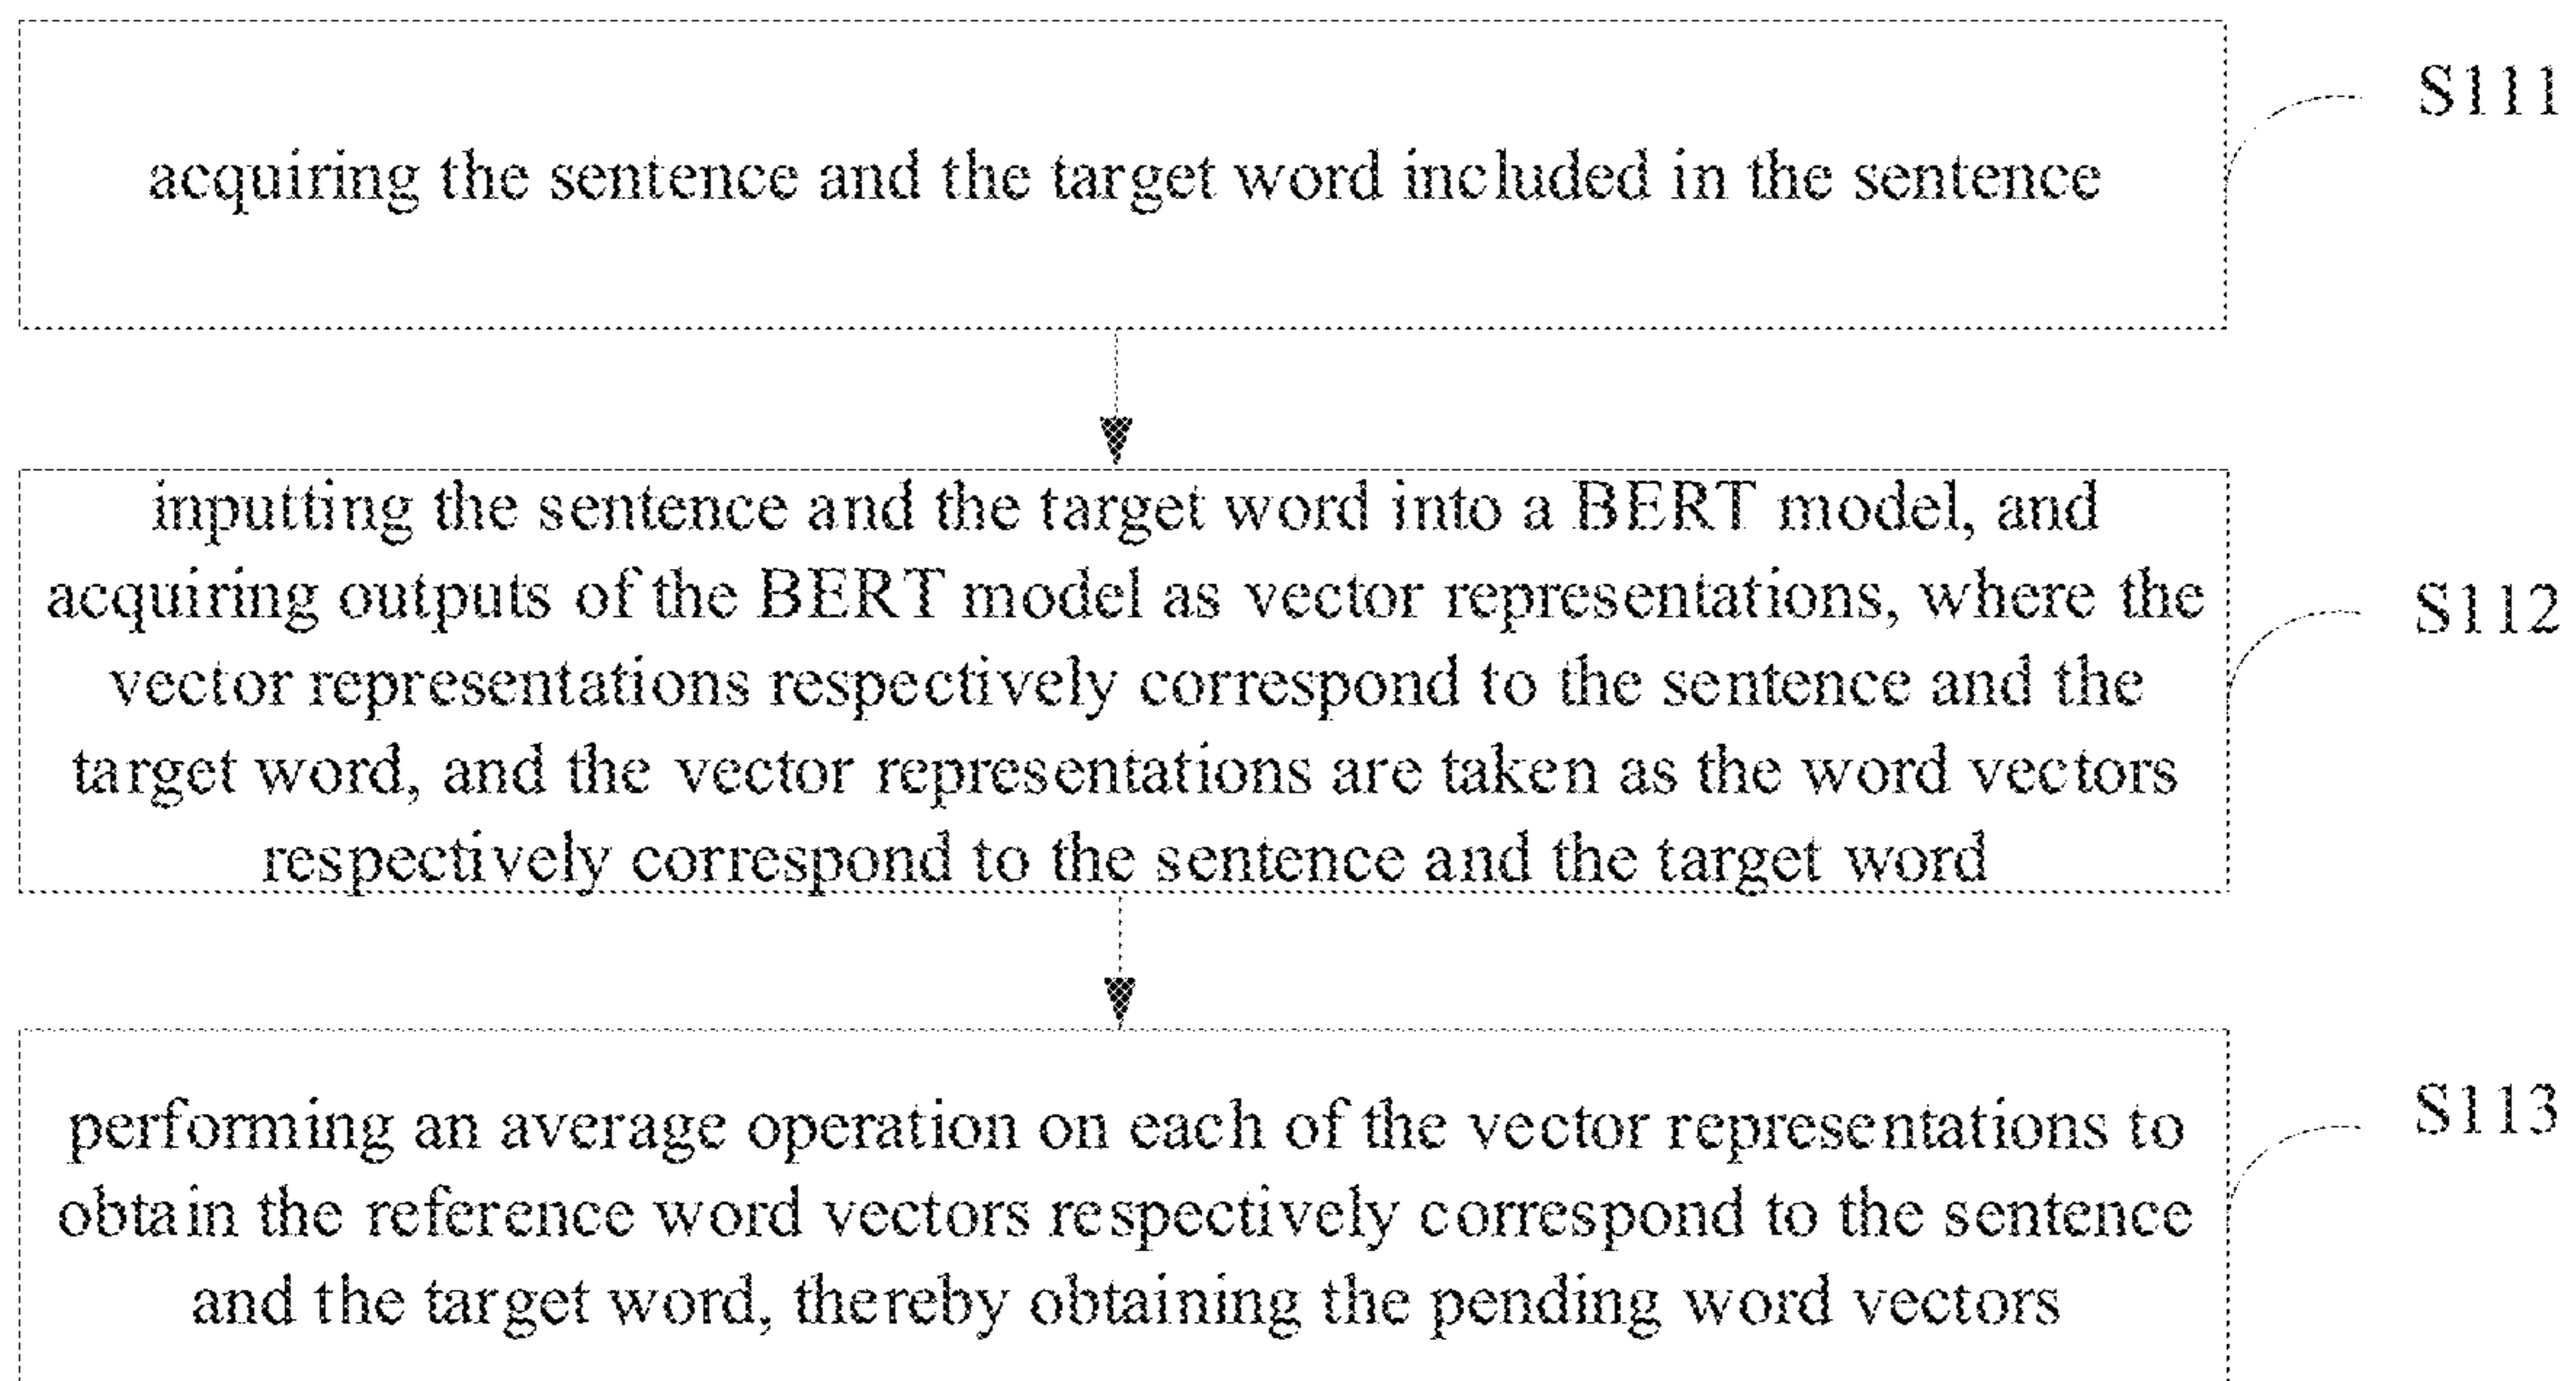 acquiring the sentence and the target word included in the sentence
S111
inputting the sentence and the target word into a BERT model, and
acquiring outputs of the BERT model as vector representations, where the
vector representations respectively correspond to the sentence and the
target word, and the vector representations are taken as the word vectors
respectively correspond to the sentence and the target word
S112
performing an average operation on each of the vector representations to
obtain the reference word vectors respectively correspond to the sentence
and the target word, thereby obtaining the pending word vectors
S113